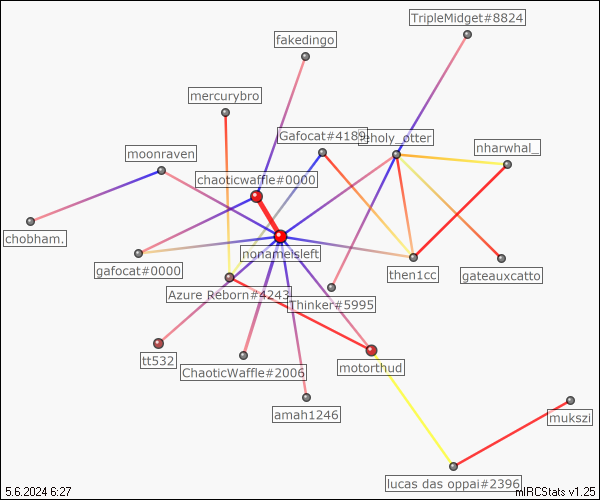 TripleMidget#8824
fakedingo
mercurybro
Gafocat#4189
holy_otter
nharwhal_
moonraven
chaoticwaffle#0000
chobham.
nonameisleft
gafocat#0000
then1cc
gateauxcatto
Azure Reborn#4243
Thinker#5995
tt532
ChaoticWaffle#2006
motorthud
amah1246
mukszi
lucas das oppai#2396
5.6.2024 6:27
mIRCStats v1.25